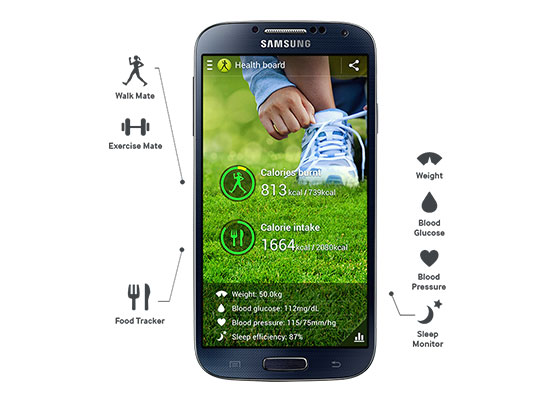 SAMSUNG
Health board
Walk Mate
Exercise Mate
Food Tracker
Calories burnt
813kcal / 739kcal
Calorie intake
1664kcal / 2080kcal
Weight: 50.0kg
Blood glucose: 112mg/dL
Blood pressure: 115/75mm/hg
Sleep efficiency: 87%
Weight
Blood
Glucose
Blood
Pressure
Sleep
Monitor